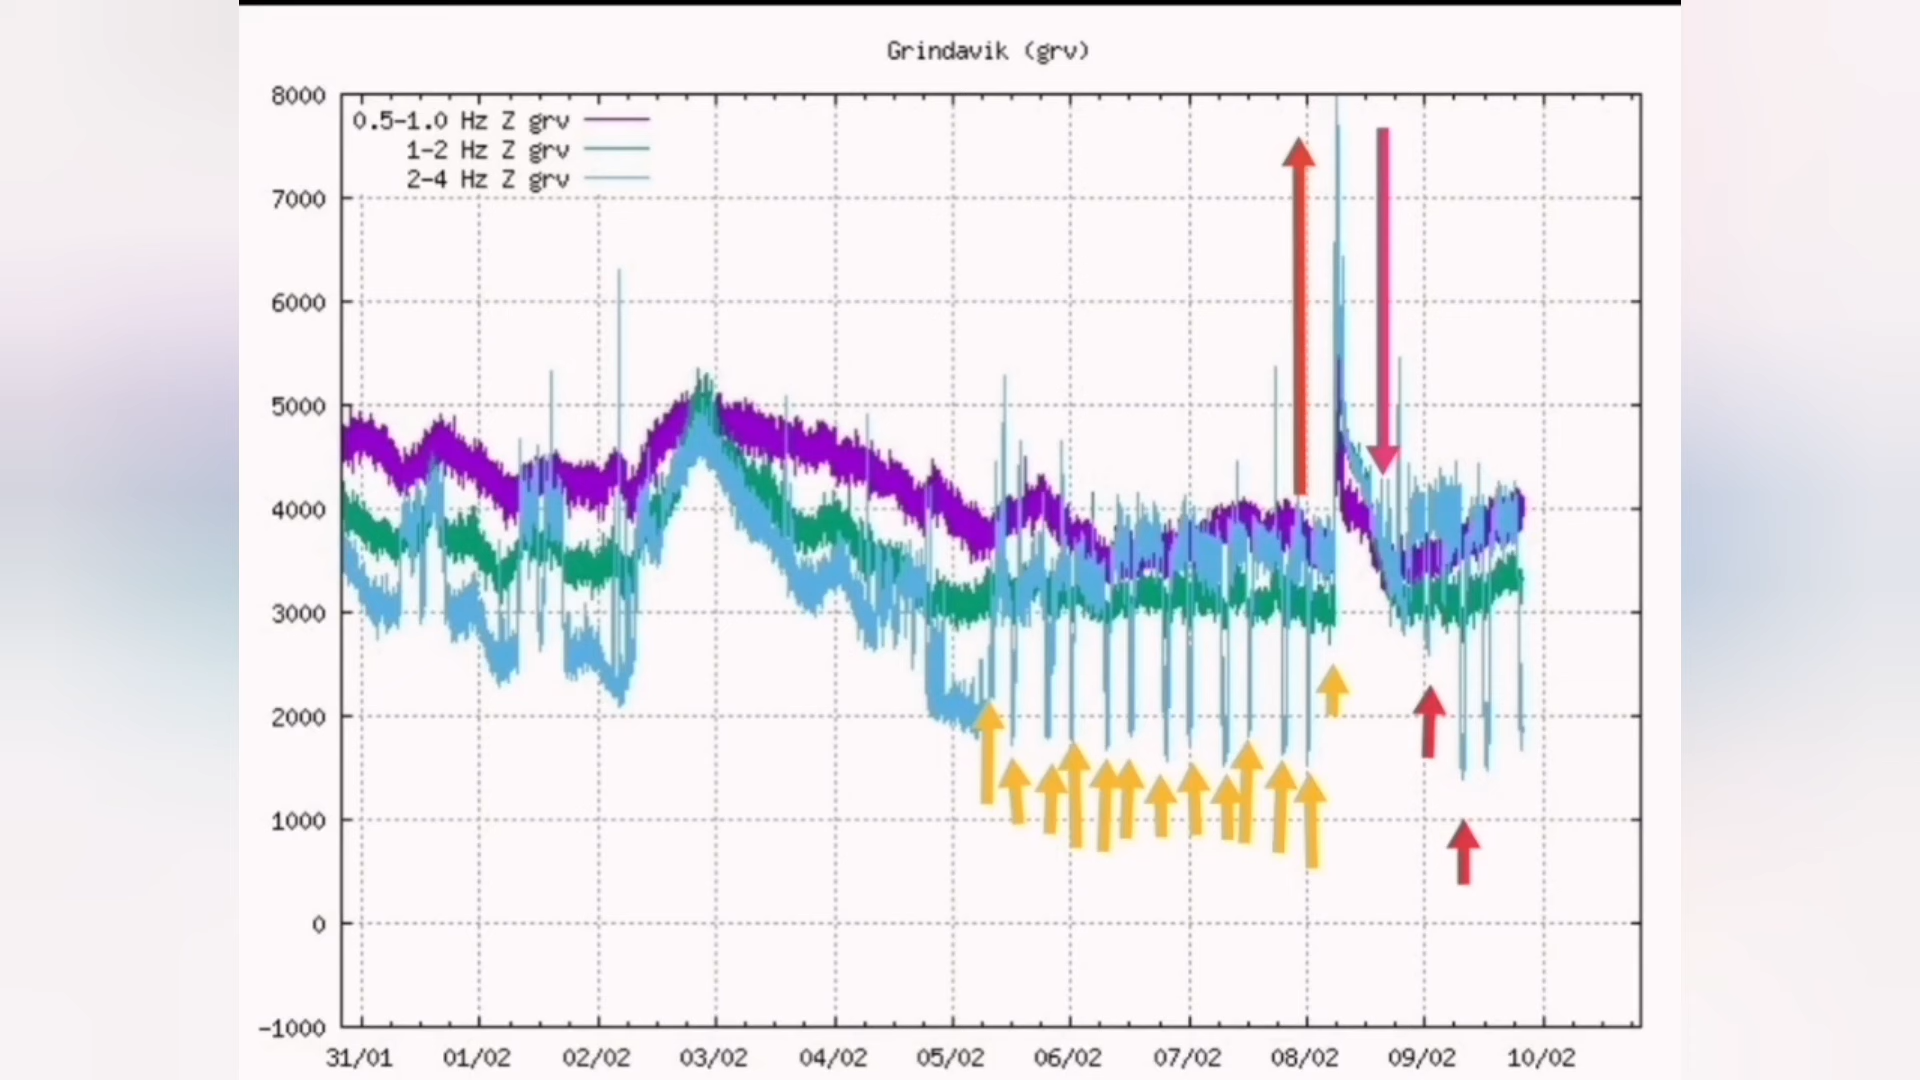 Grindavik (grv)
8000
0.5-1.0 Hz Z grv
1-2 Hz Z grv
2-4 Hz Z grv
7000
6000
5000
4000
3000
2000
1000
0
-1000
31/01 01/02 02/02 03/02 04/02 05/02 06/02 07/02 08/02 09/02 10/02